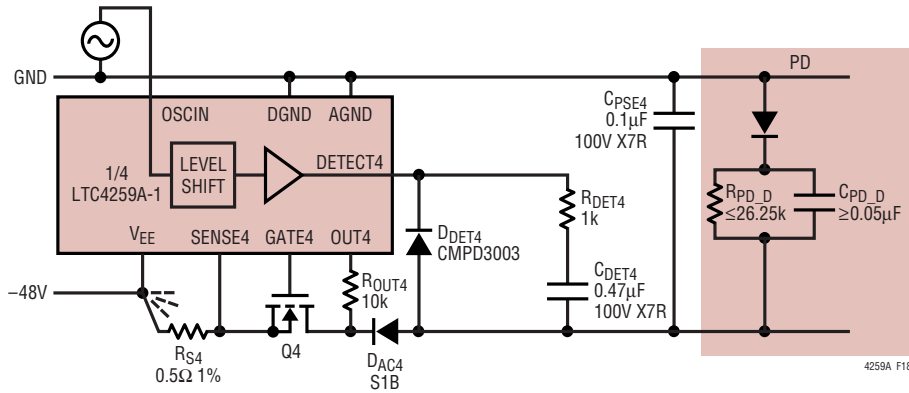 GND
PD
OSCIN
DGND
AGND
CPSE4
0.1µF
100V X7R
1/4
LTC4259A-1
LEVEL
SHIFT
DETECT4
RPD_D
≤26.25k
CPD_D
≥0.05µF
RDET4
1k
VEE
SENSE4
GATE4
OUT4
DDET4
CMPD3003
CDET4
0.47µF
100V X7R
ROUT4
10k
–48V
RS4
0.5Ω 1%
Q4
DAC4
S1B
4259A F18